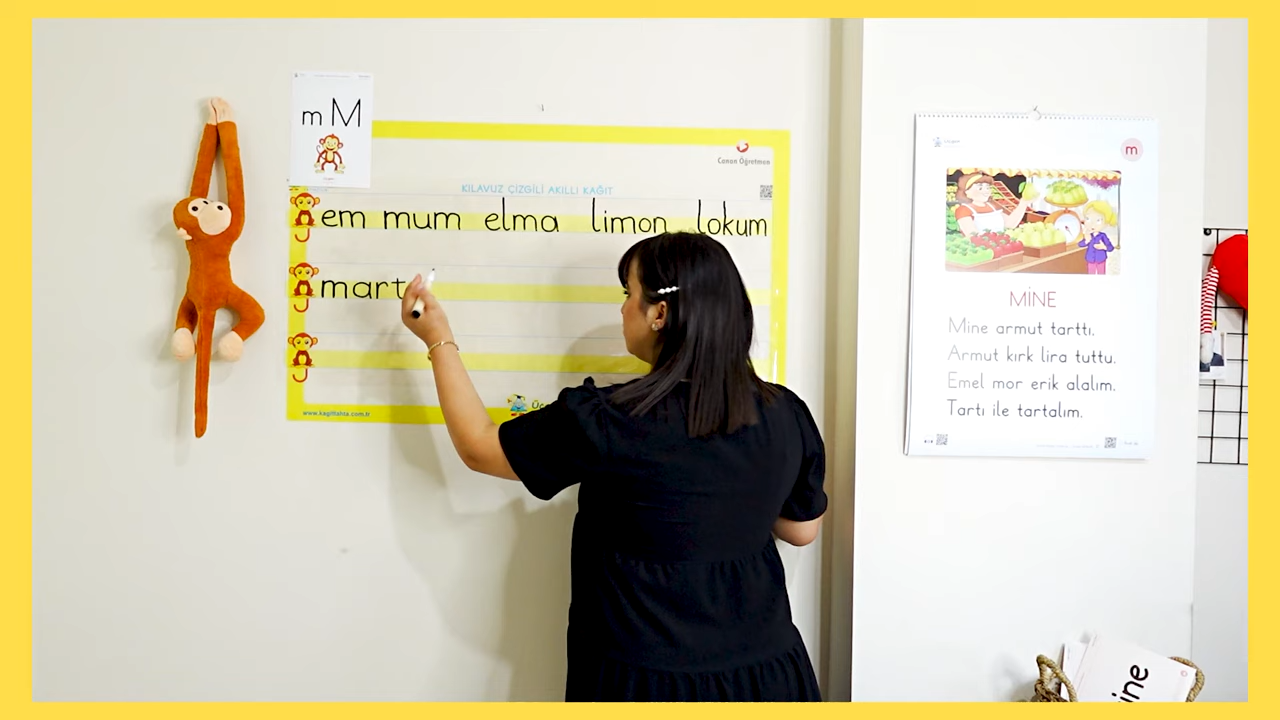 m M
Canan Öğretmen
KILAVUZ ÇİZGİLİ AKILLI KAĞIT
em mum elma limon lokum
mart
www.kagittahta.com.tr
m
MİNE
Mine armut tarttı.
Armut kırk lira tuttu.
Emel mor erik alalım.
Tartı ile tartalım.
ine